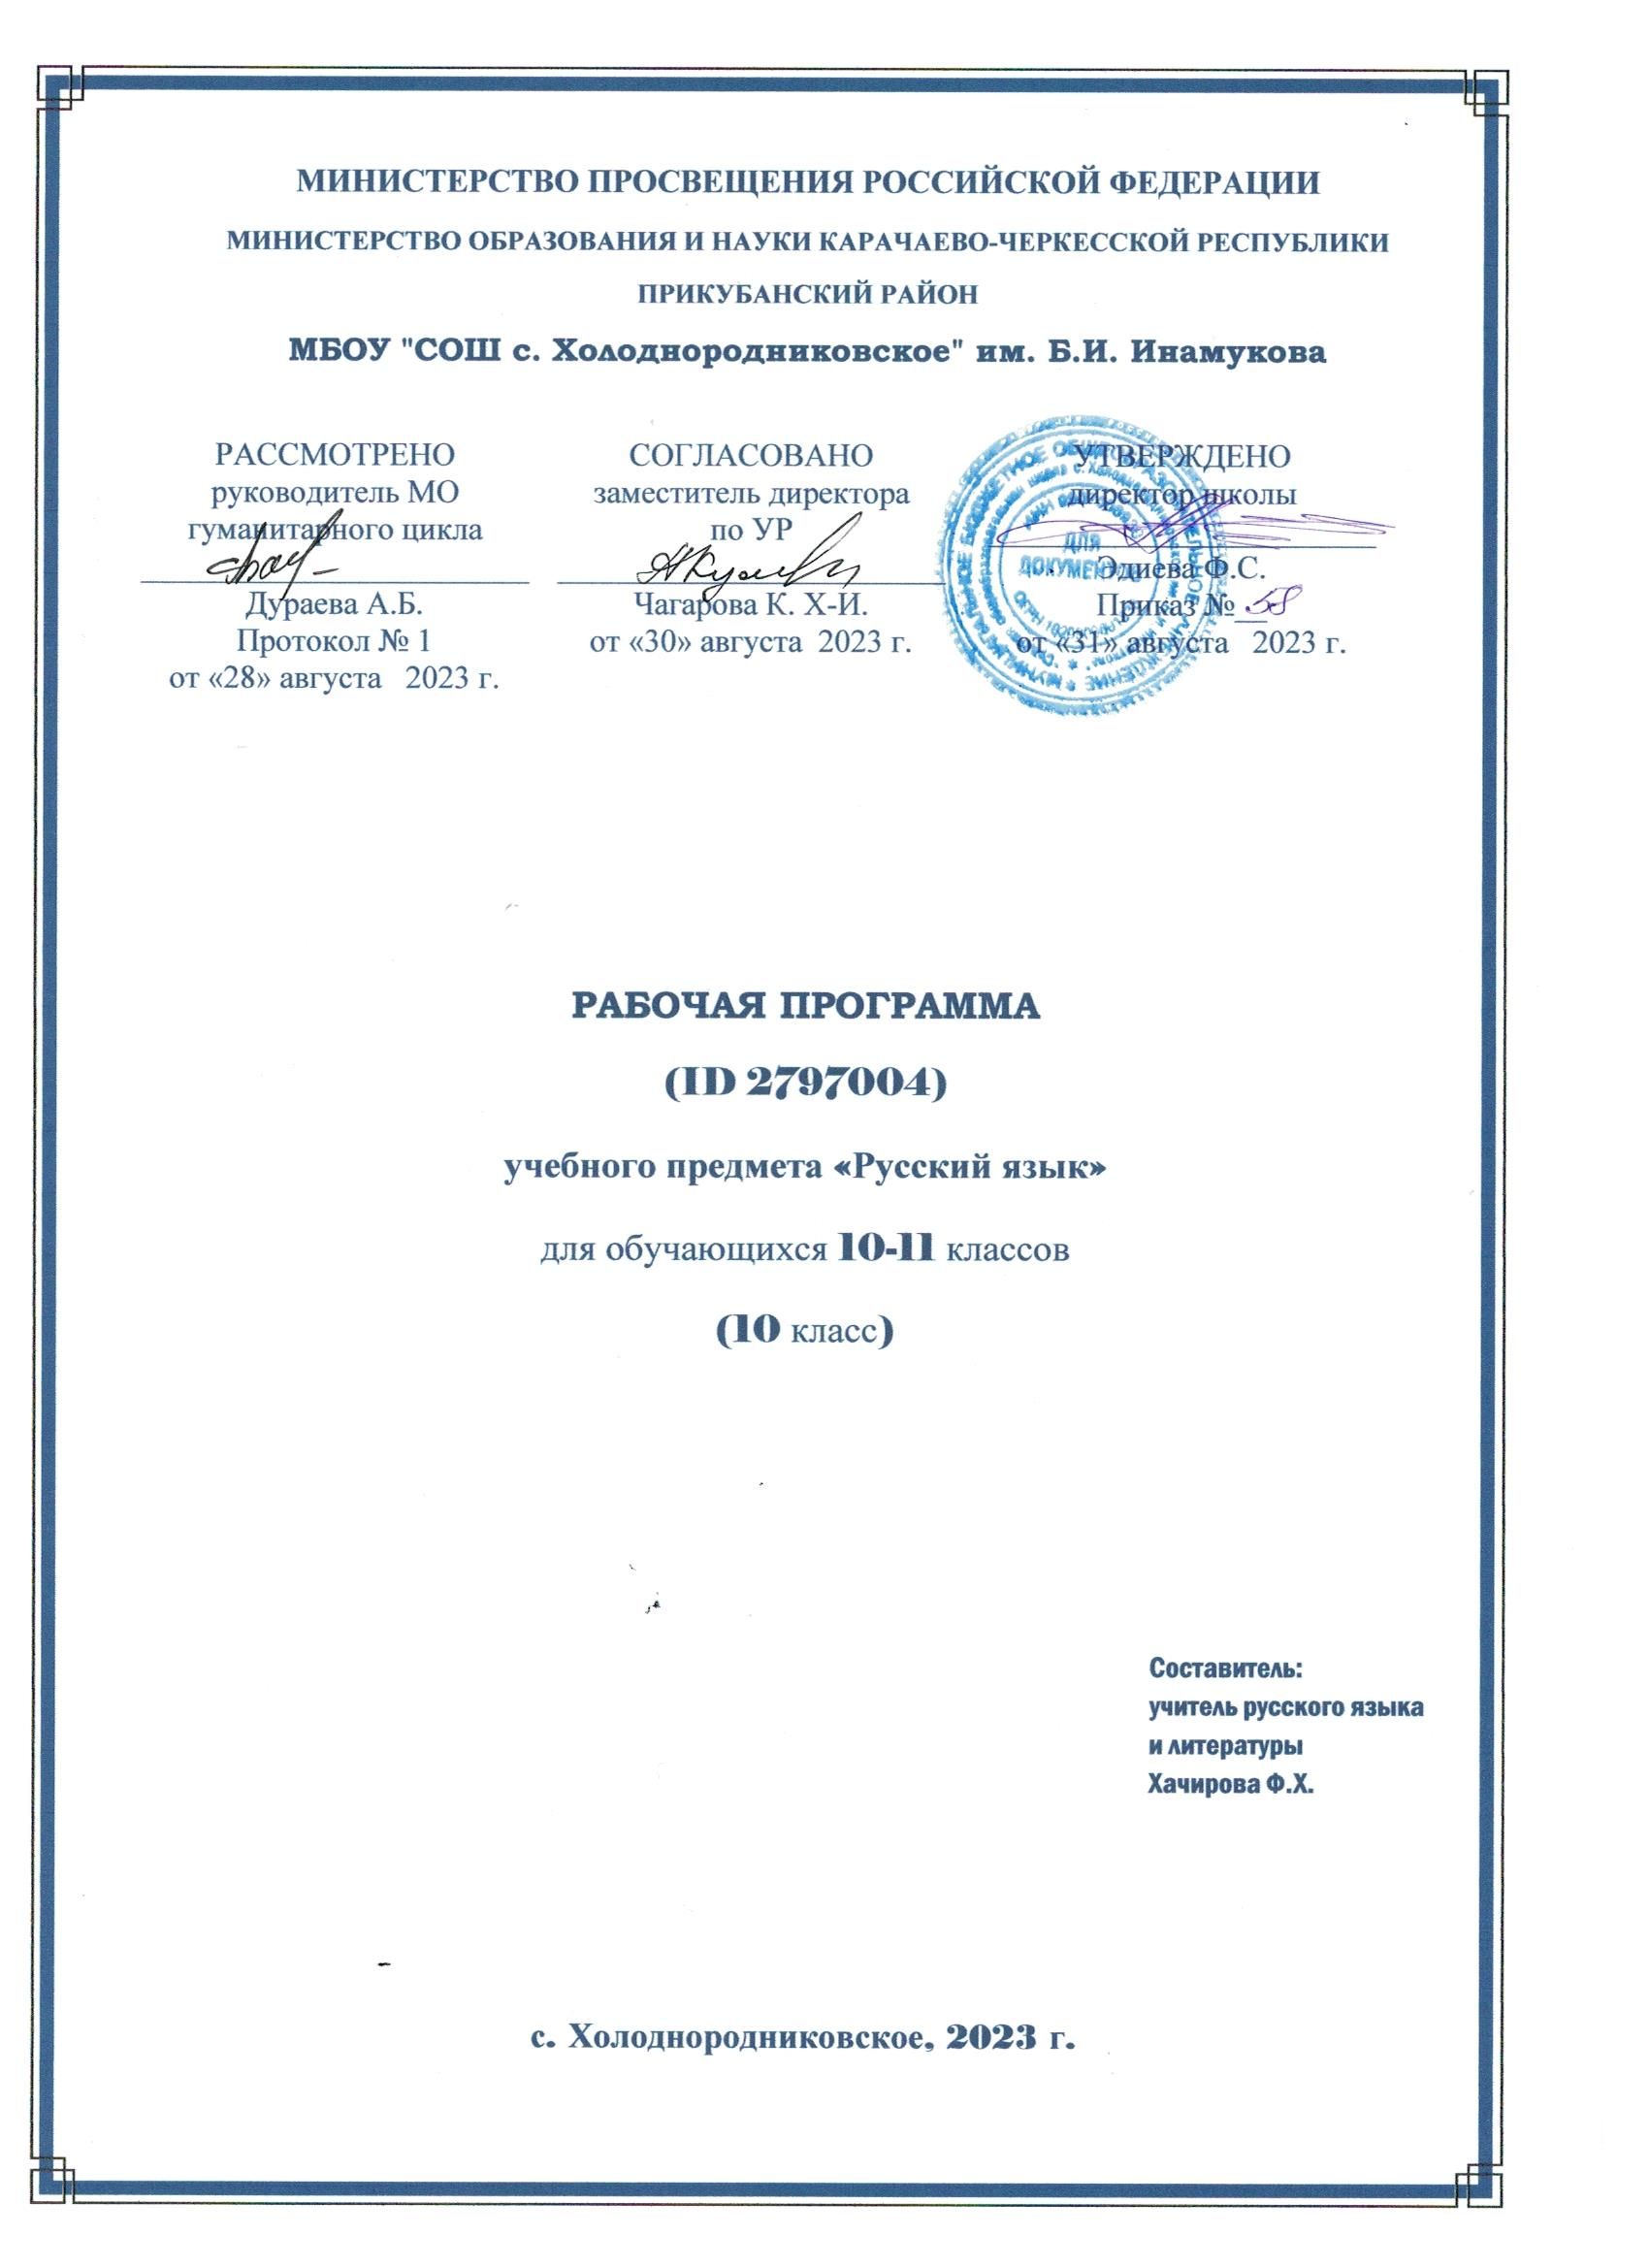 МИНИСТЕРСТВО ПРОСВЕЩЕНИЯ РОССИЙСКОЙ ФЕДЕРАЦИИ
МИНИСТЕРСТВО ОБРАЗОВАНИЯ И НАУКИ КАРАЧАЕВО-ЧЕРКЕССКОЙ РЕСПУБЛИКИ
ПРИКУБАНСКИЙ РАЙОН
МБОУ "СОШ с. Холоднородниковское" им. Б.И. Инамукова
РАССМОТРЕНО
руководитель МО
гуманитарного цикла
Дураева А.Б.
Протокол № 1
от «28» августа 2023 г.
СОГЛАСОВАНО
заместитель директора
по УР
Чагарова К. Х-И.
от «30» августа 2023 г.
УТВЕРЖДЕНО
директор школы
Эдиева Ф.С.
Приказ № 58
от «31» августа 2023 г.
ДЛЯ
ДОКУМЕНТОВ
РАБОЧАЯ ПРОГРАММА
(ID 2797004)
учебного предмета «Русский язык»
для обучающихся 10-11 классов
(10 класс)
Составитель:
учитель русского языка
и литературы
Хачирова Ф.Х.
с. Холоднородниковское, 2023 г.